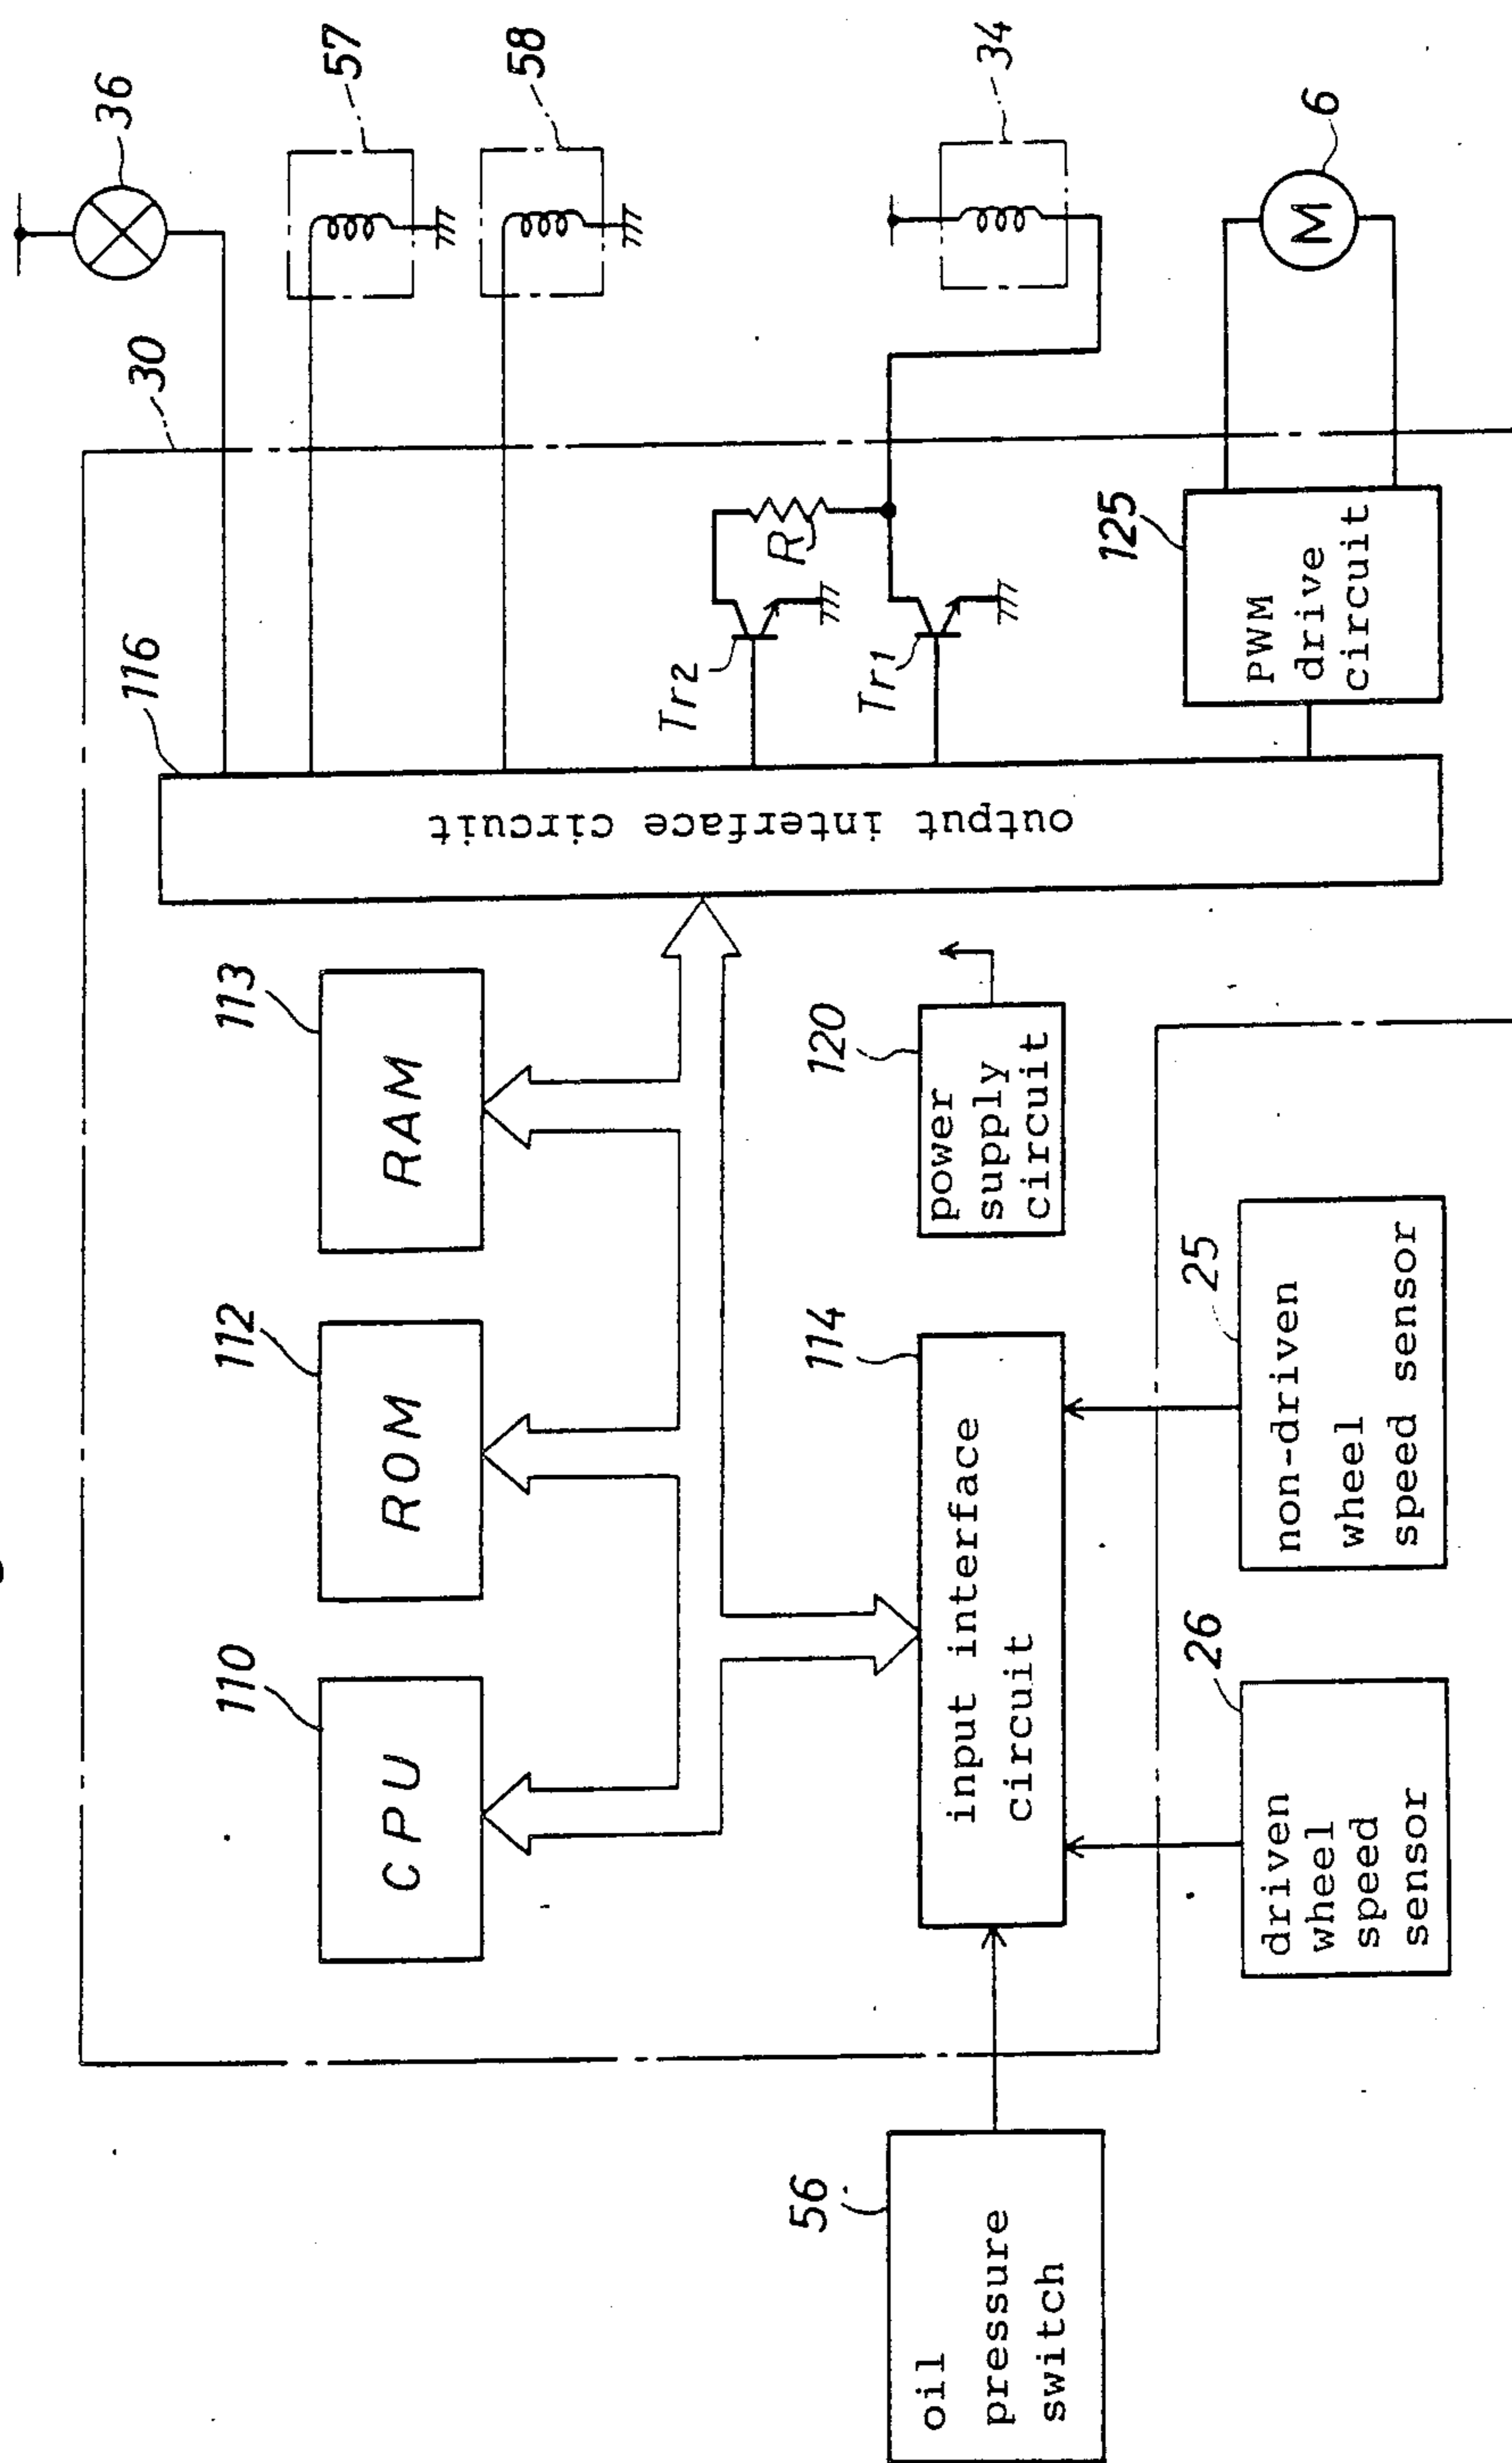 36
57
58
34
6
M
30
116
Tr2
R
Tr1
125
PWM
drive
circuit
output interface circuit
113
RAM
112
ROM
110
CPU
120
power
supply
circuit
114
input interface
circuit
25
non-driven
wheel
speed sensor
26
driven
wheel
speed
sensor
56
oil
pressure
switch